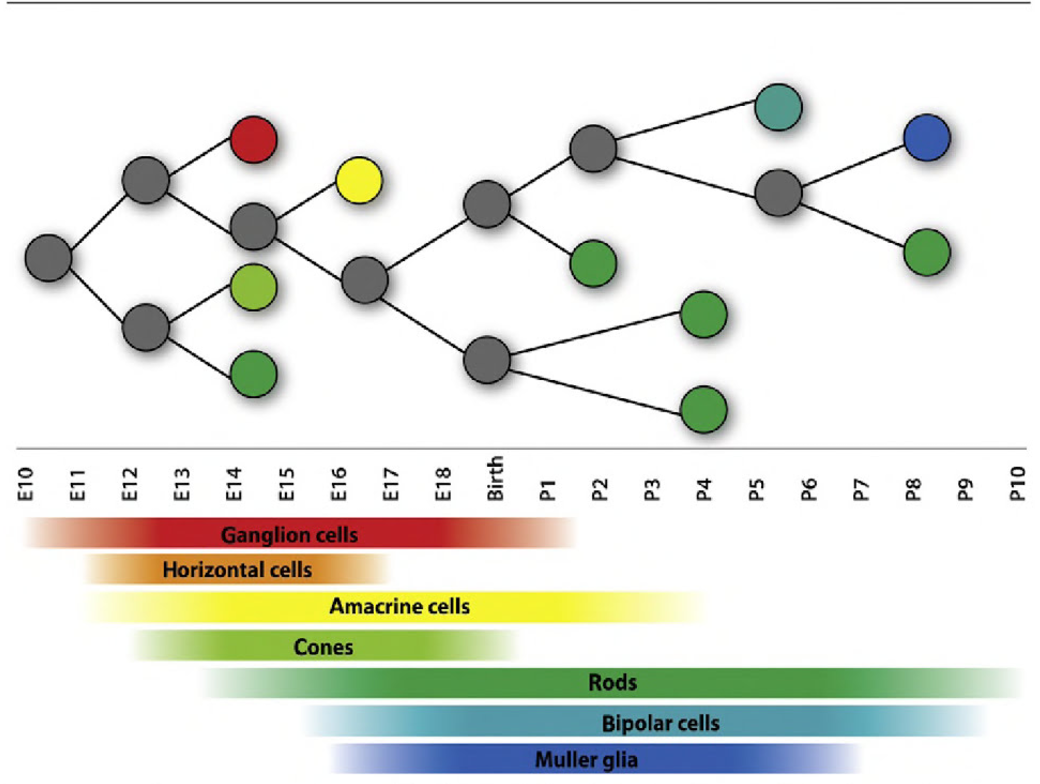 E10 E11 E12 E13 E14 E15 E16 E17 E18 Birth P1 P2 P3 P4 P5 P6 P7 P8 P9 P10
Ganglion cells
Horizontal cells
Amacrine cells
Cones
Rods
Bipolar cells
Muller glia